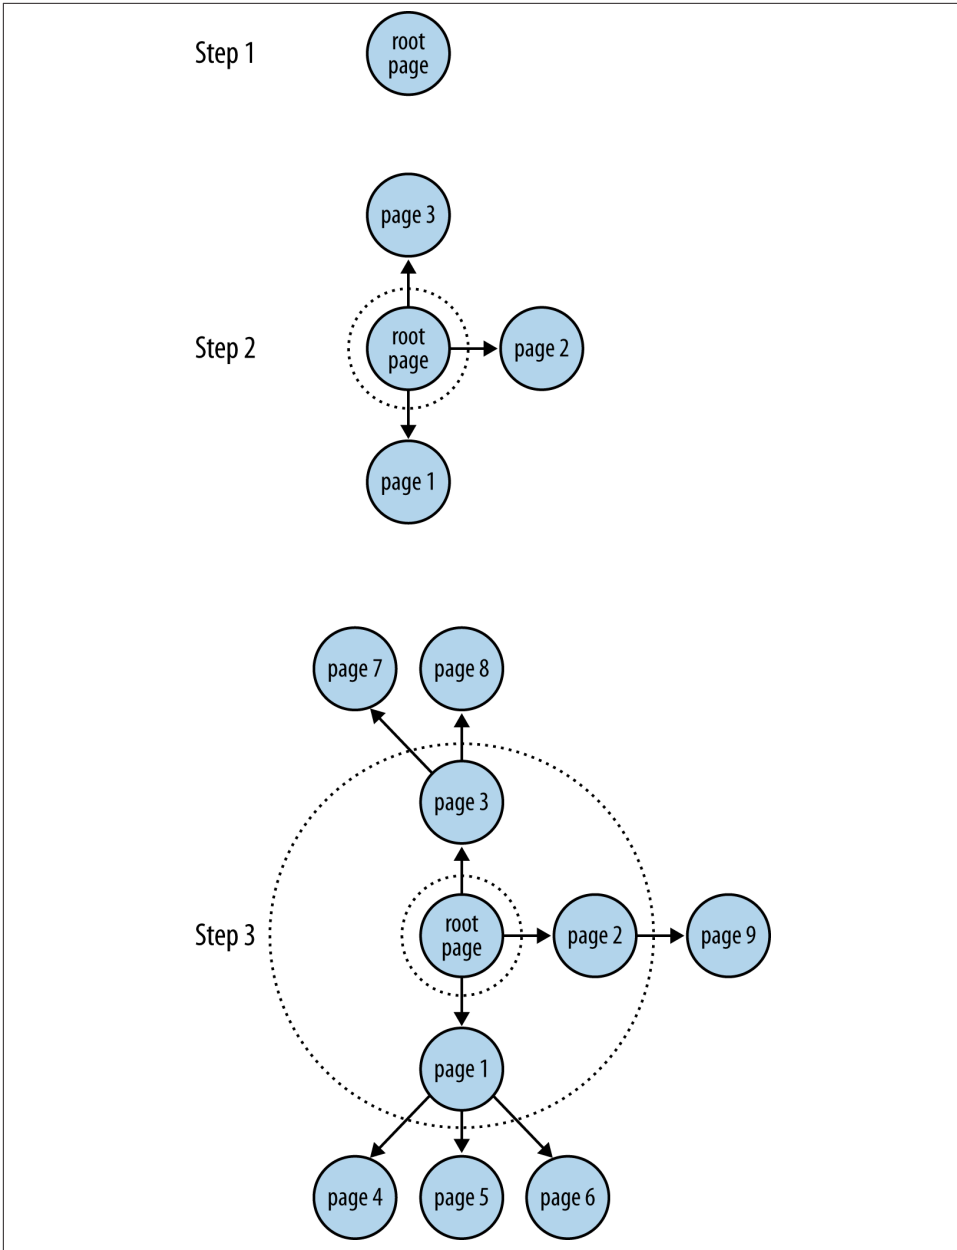 Step 1
root
page
page 3
Step 2
root
page
page 2
page 1
page 7
page 8
page 3
Step 3
root
page
page 2
page 9
page 1
page 4
page 5
page 6